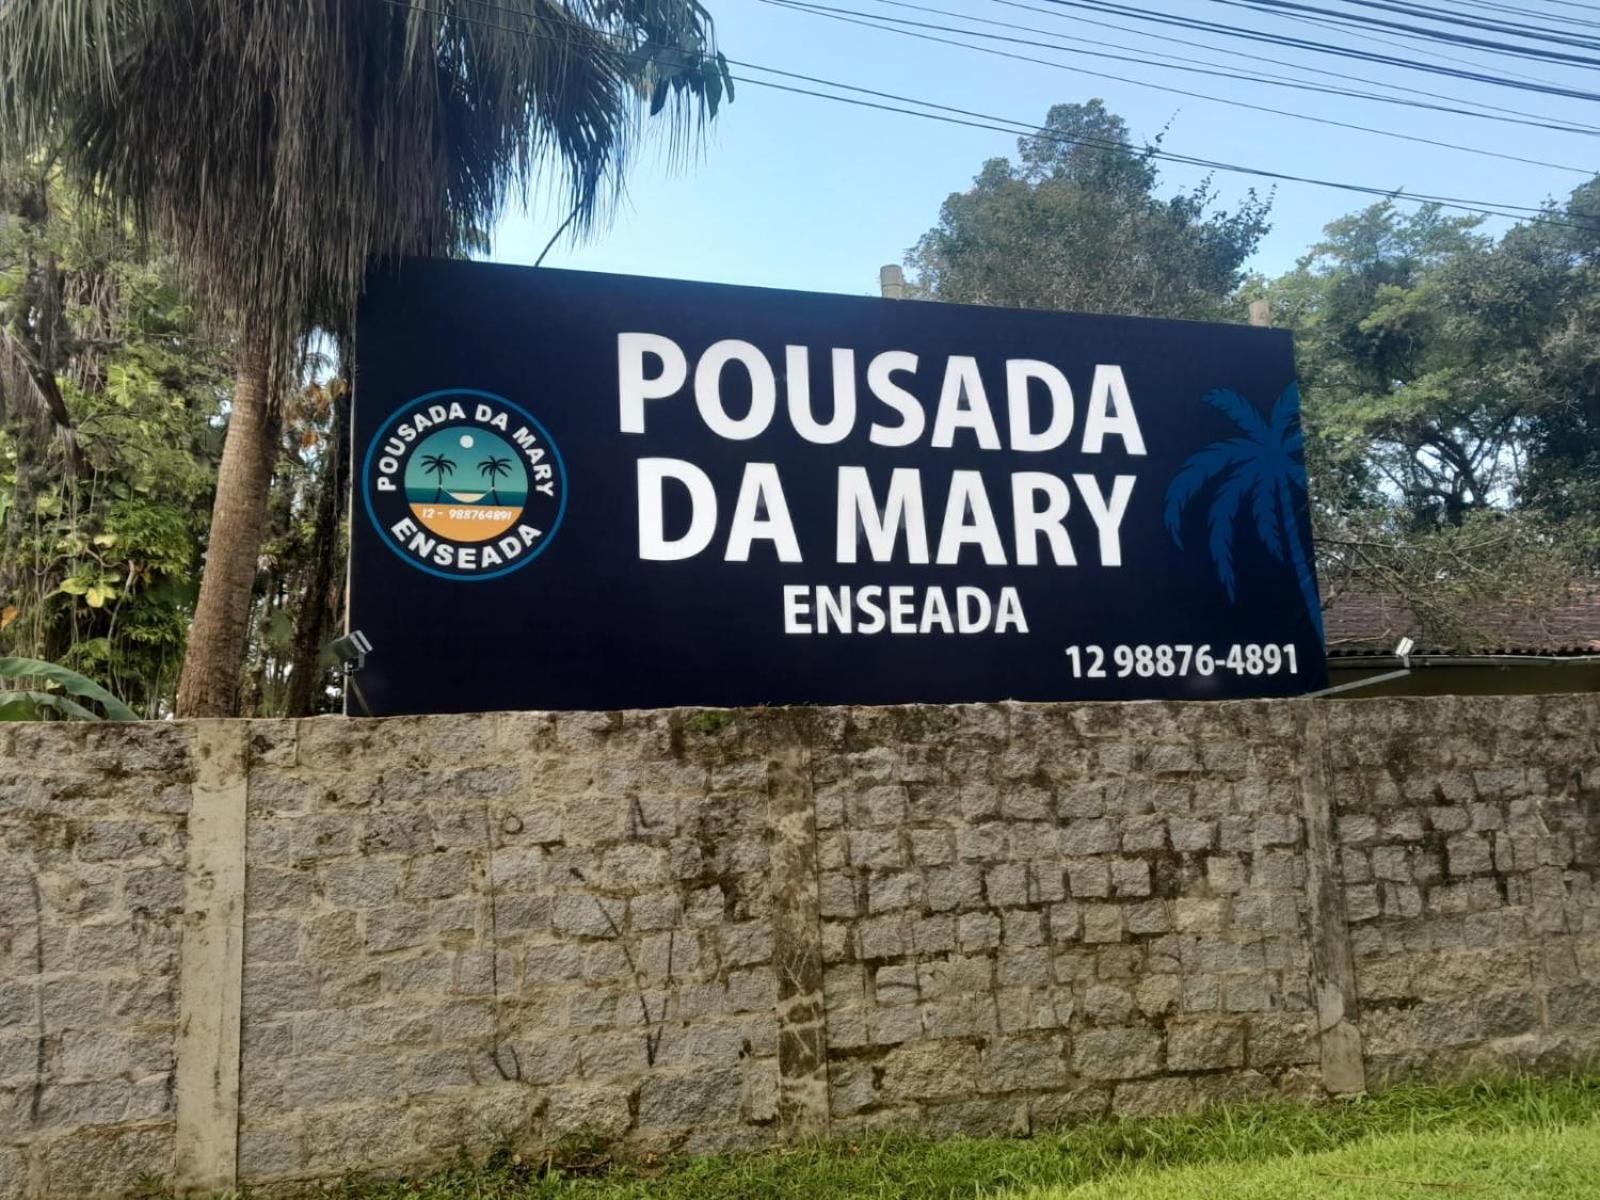 POUSADA DA MARY
12 - 988764891
ENSEADA
POUSADA
DA MARY
ENSEADA
12 98876-4891